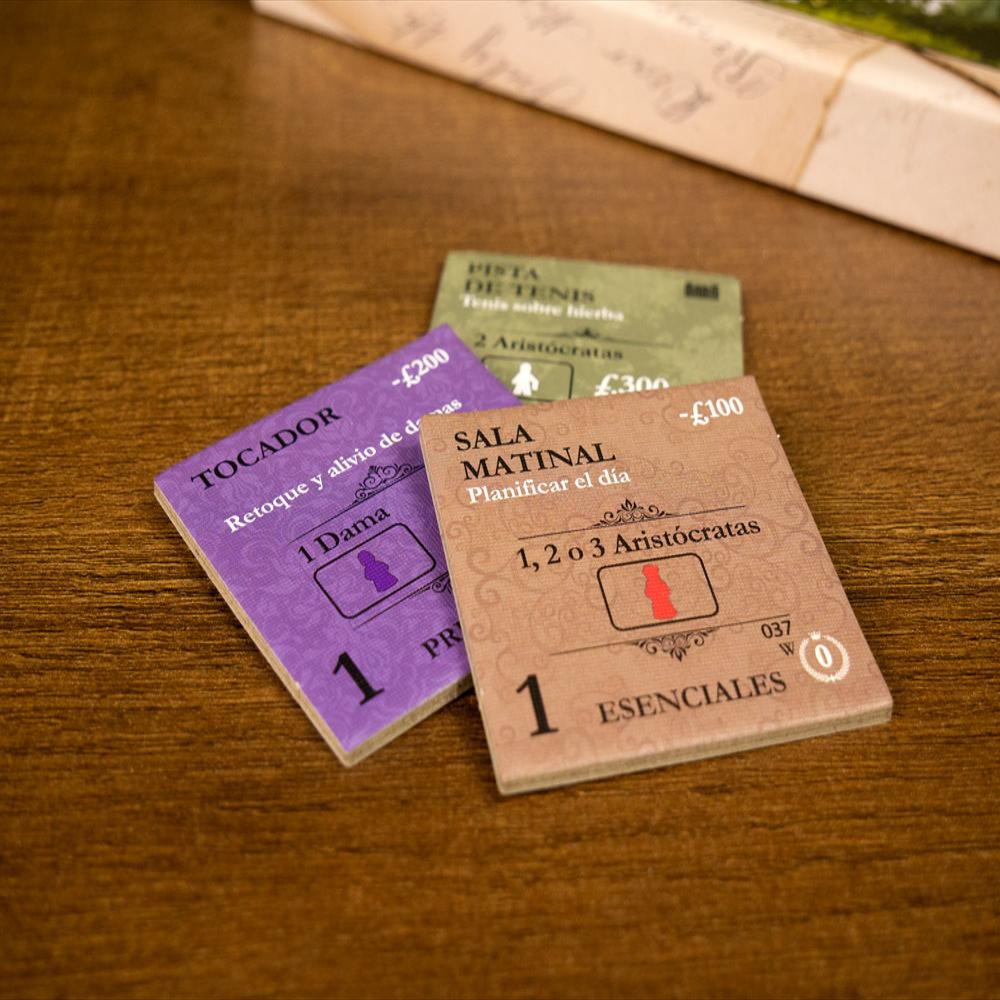 PISTA
DE TENIS
Tenis sobre hierba
2 Aristócratas
£300
-£200
TOCADOR
Retoque y alivio de damas
1 Dama
1
PRI
-£100
SALA
MATINAL
Planificar el día
1, 2 o 3 Aristócratas
037
W
0
1
ESENCIALES